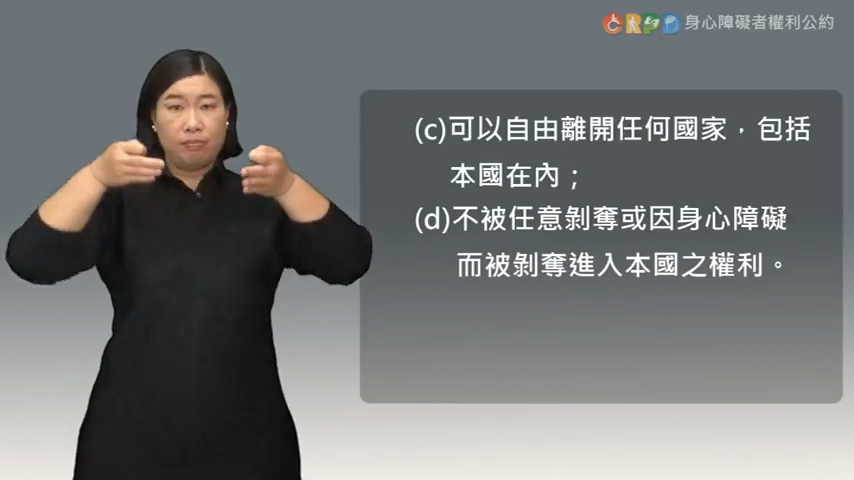 CRPD 身心障礙者權利公約
(c)可以自由離開任何國家，包括
本國在內；
(d)不被任意剝奪或因身心障礙
而被剝奪進入本國之權利。